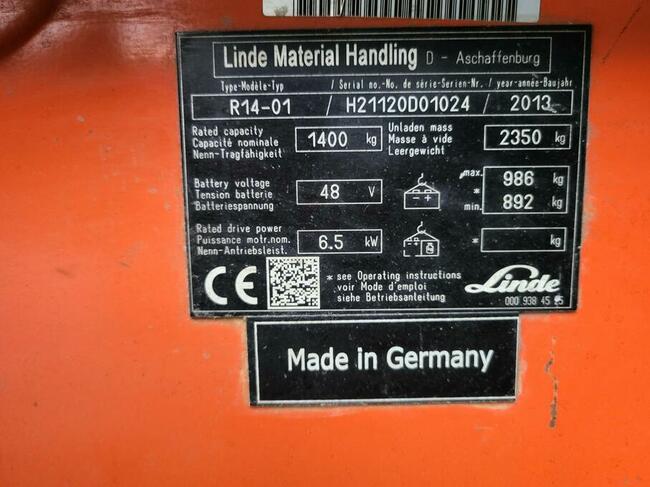 Linde Material Handling D - Aschaffenburg
Type-Modèle-Typ / Serial no.-No. de série-Serien-Nr. / year-année-Baujahr
R14-01 / H21120D01024 / 2013
Rated capacity
Capacité nominale
Nenn-Tragfähigkeit
1400 kg
Unladen mass
Masse à vide
Leergewicht
2350 kg
Battery voltage
Tension batterie
Batteriespannung
48 V
- +
max. 986 kg
*
min. 892 kg
Rated drive power
Puissance motr.nom.
Nenn-Antriebsleist.
6.5 kW
* kg
CE
* see Operating instructions
voir Mode d'emploi
siehe Betriebsanleitung
Linde
000 938 45
Made in Germany